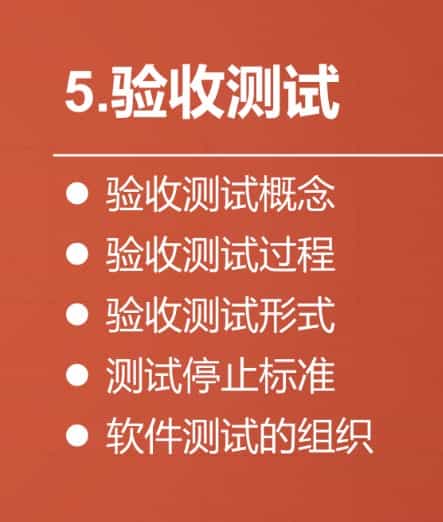 5.验收测试
● 验收测试概念
● 验收测试过程
● 验收测试形式
● 测试停止标准
● 软件测试的组织